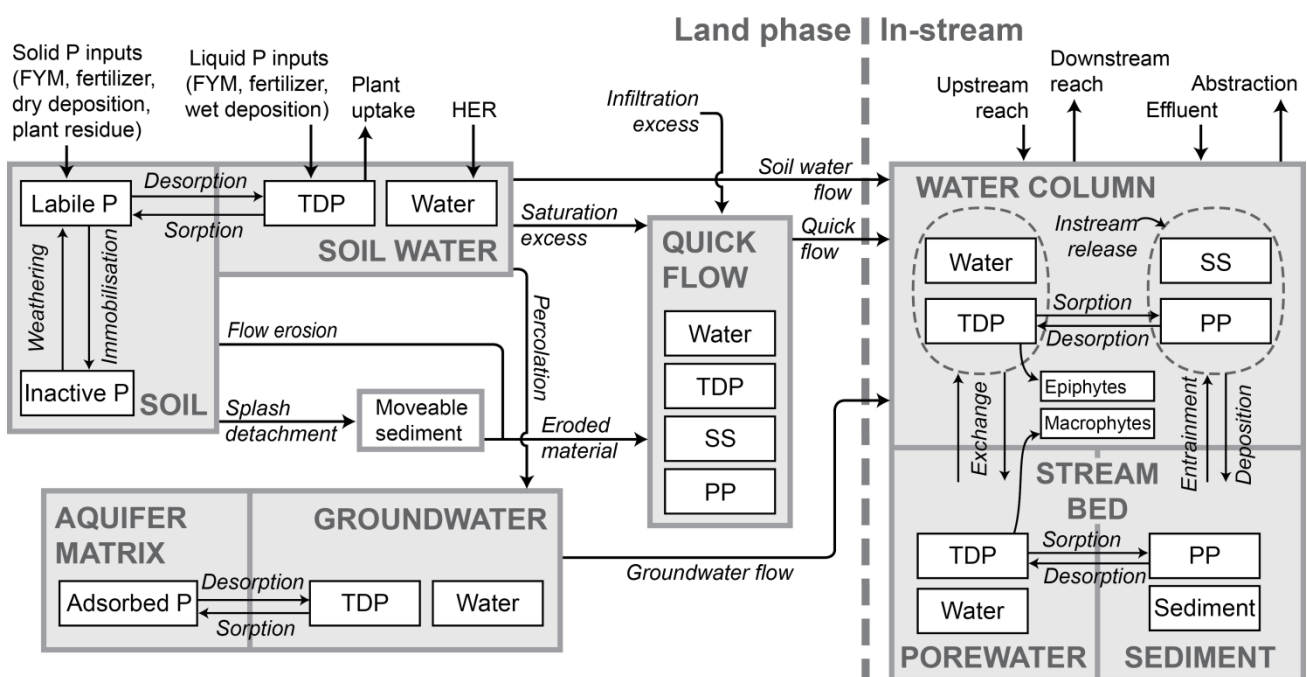 Land phase
In-stream
Solid P inputs
(FYM, fertilizer,
dry deposition,
plant residue)
Liquid P inputs
(FYM, fertilizer,
wet deposition)
Plant
uptake
HER
Infiltration
excess
Upstream
reach
Downstream
reach
Effluent
Abstraction
Labile P
Desorption
Sorption
TDP
Water
SOIL WATER
Weathering
Immobilisation
Inactive P
SOIL
Soil water
flow
Saturation
excess
Quick
flow
QUICK
FLOW
Water
TDP
SS
PP
Flow erosion
Percolation
Splash
detachment
Moveable
sediment
Eroded
material
AQUIFER
MATRIX
GROUNDWATER
Adsorbed P
Desorption
Sorption
TDP
Water
Groundwater flow
WATER COLUMN
Instream
release
Water
SS
TDP
Sorption
Desorption
PP
Epiphytes
Macrophytes
Exchange
Entrainment
Deposition
STREAM
BED
TDP
Sorption
Desorption
PP
Water
Sediment
POREWATER
SEDIMENT